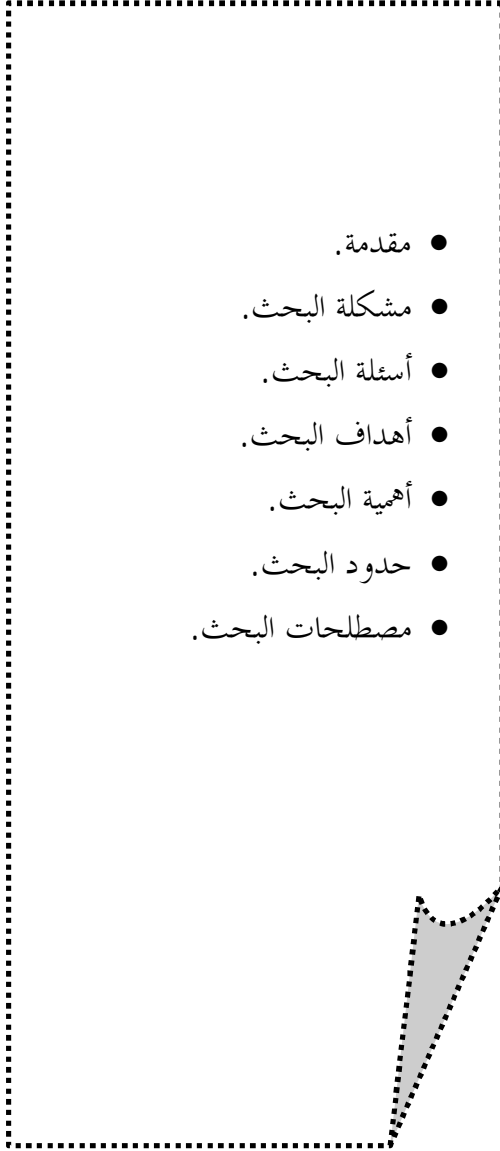 ● مقدمة.
● مشكلة البحث.
● أسئلة البحث.
● أهداف البحث.
● أهمية البحث.
● حدود البحث.
● مصطلحات البحث.